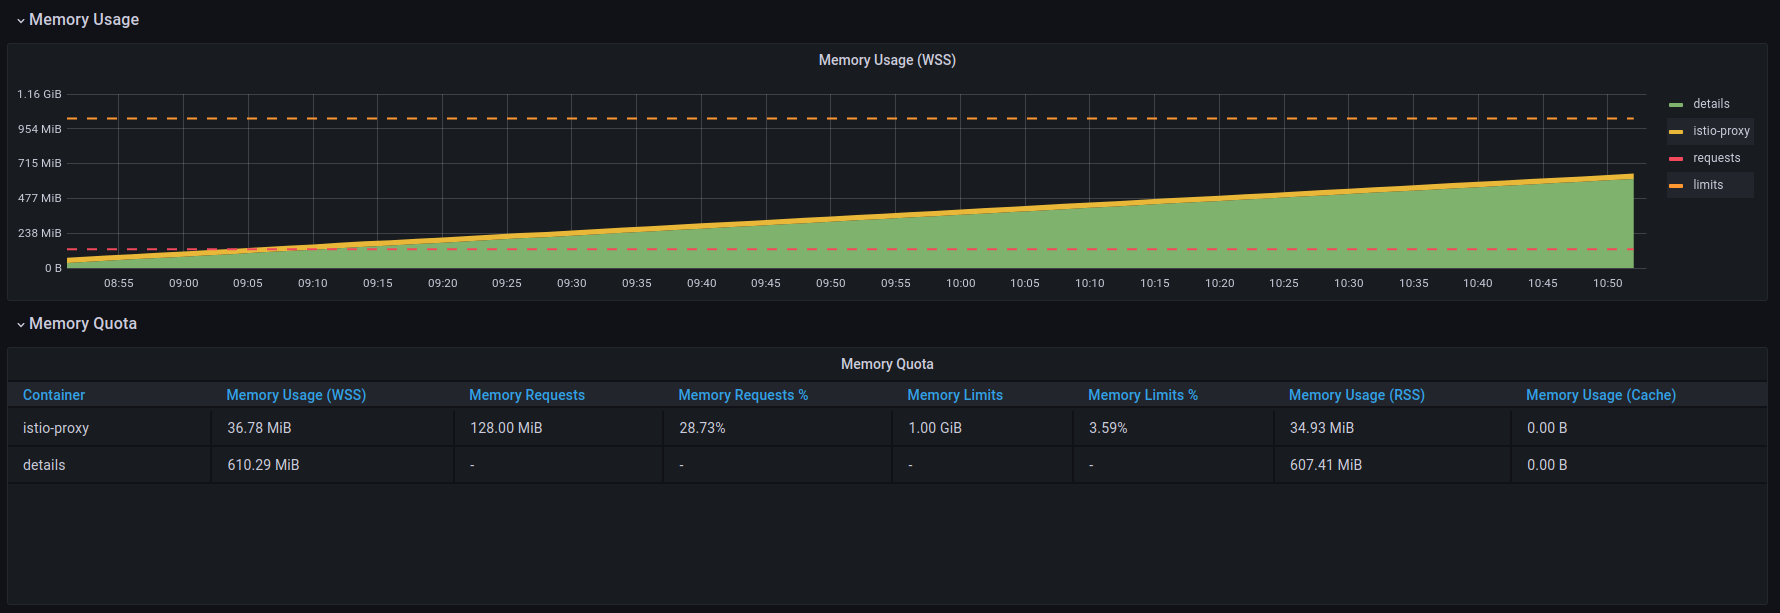 Memory Usage
Memory Usage (WSS)
1.16 GiB
954 MiB
715 MiB
477 MiB
238 MiB
0 B
08:55 09:00 09:05 09:10 09:15 09:20 09:25 09:30 09:35 09:40 09:45 09:50 09:55 10:00 10:05 10:10 10:15 10:20 10:25 10:30 10:35 10:40 10:45 10:50
details
istio-proxy
requests
limits
Memory Quota
Memory Quota
Container Memory Usage (WSS) Memory Requests Memory Requests % Memory Limits Memory Limits % Memory Usage (RSS) Memory Usage (Cache)
istio-proxy 36.78 MiB 128.00 MiB 28.73% 1.00 GiB 3.59% 34.93 MiB 0.00 B
details 610.29 MiB - - - - 607.41 MiB 0.00 B